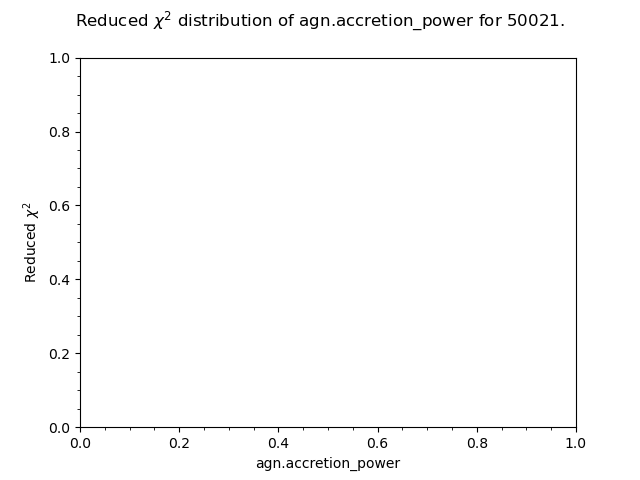 Reduced χ² distribution of agn.accretion_power for 50021.
1.0
0.8
0.6
0.4
0.2
0.0
Reduced χ²
0.0 0.2 0.4 0.6 0.8 1.0
agn.accretion_power